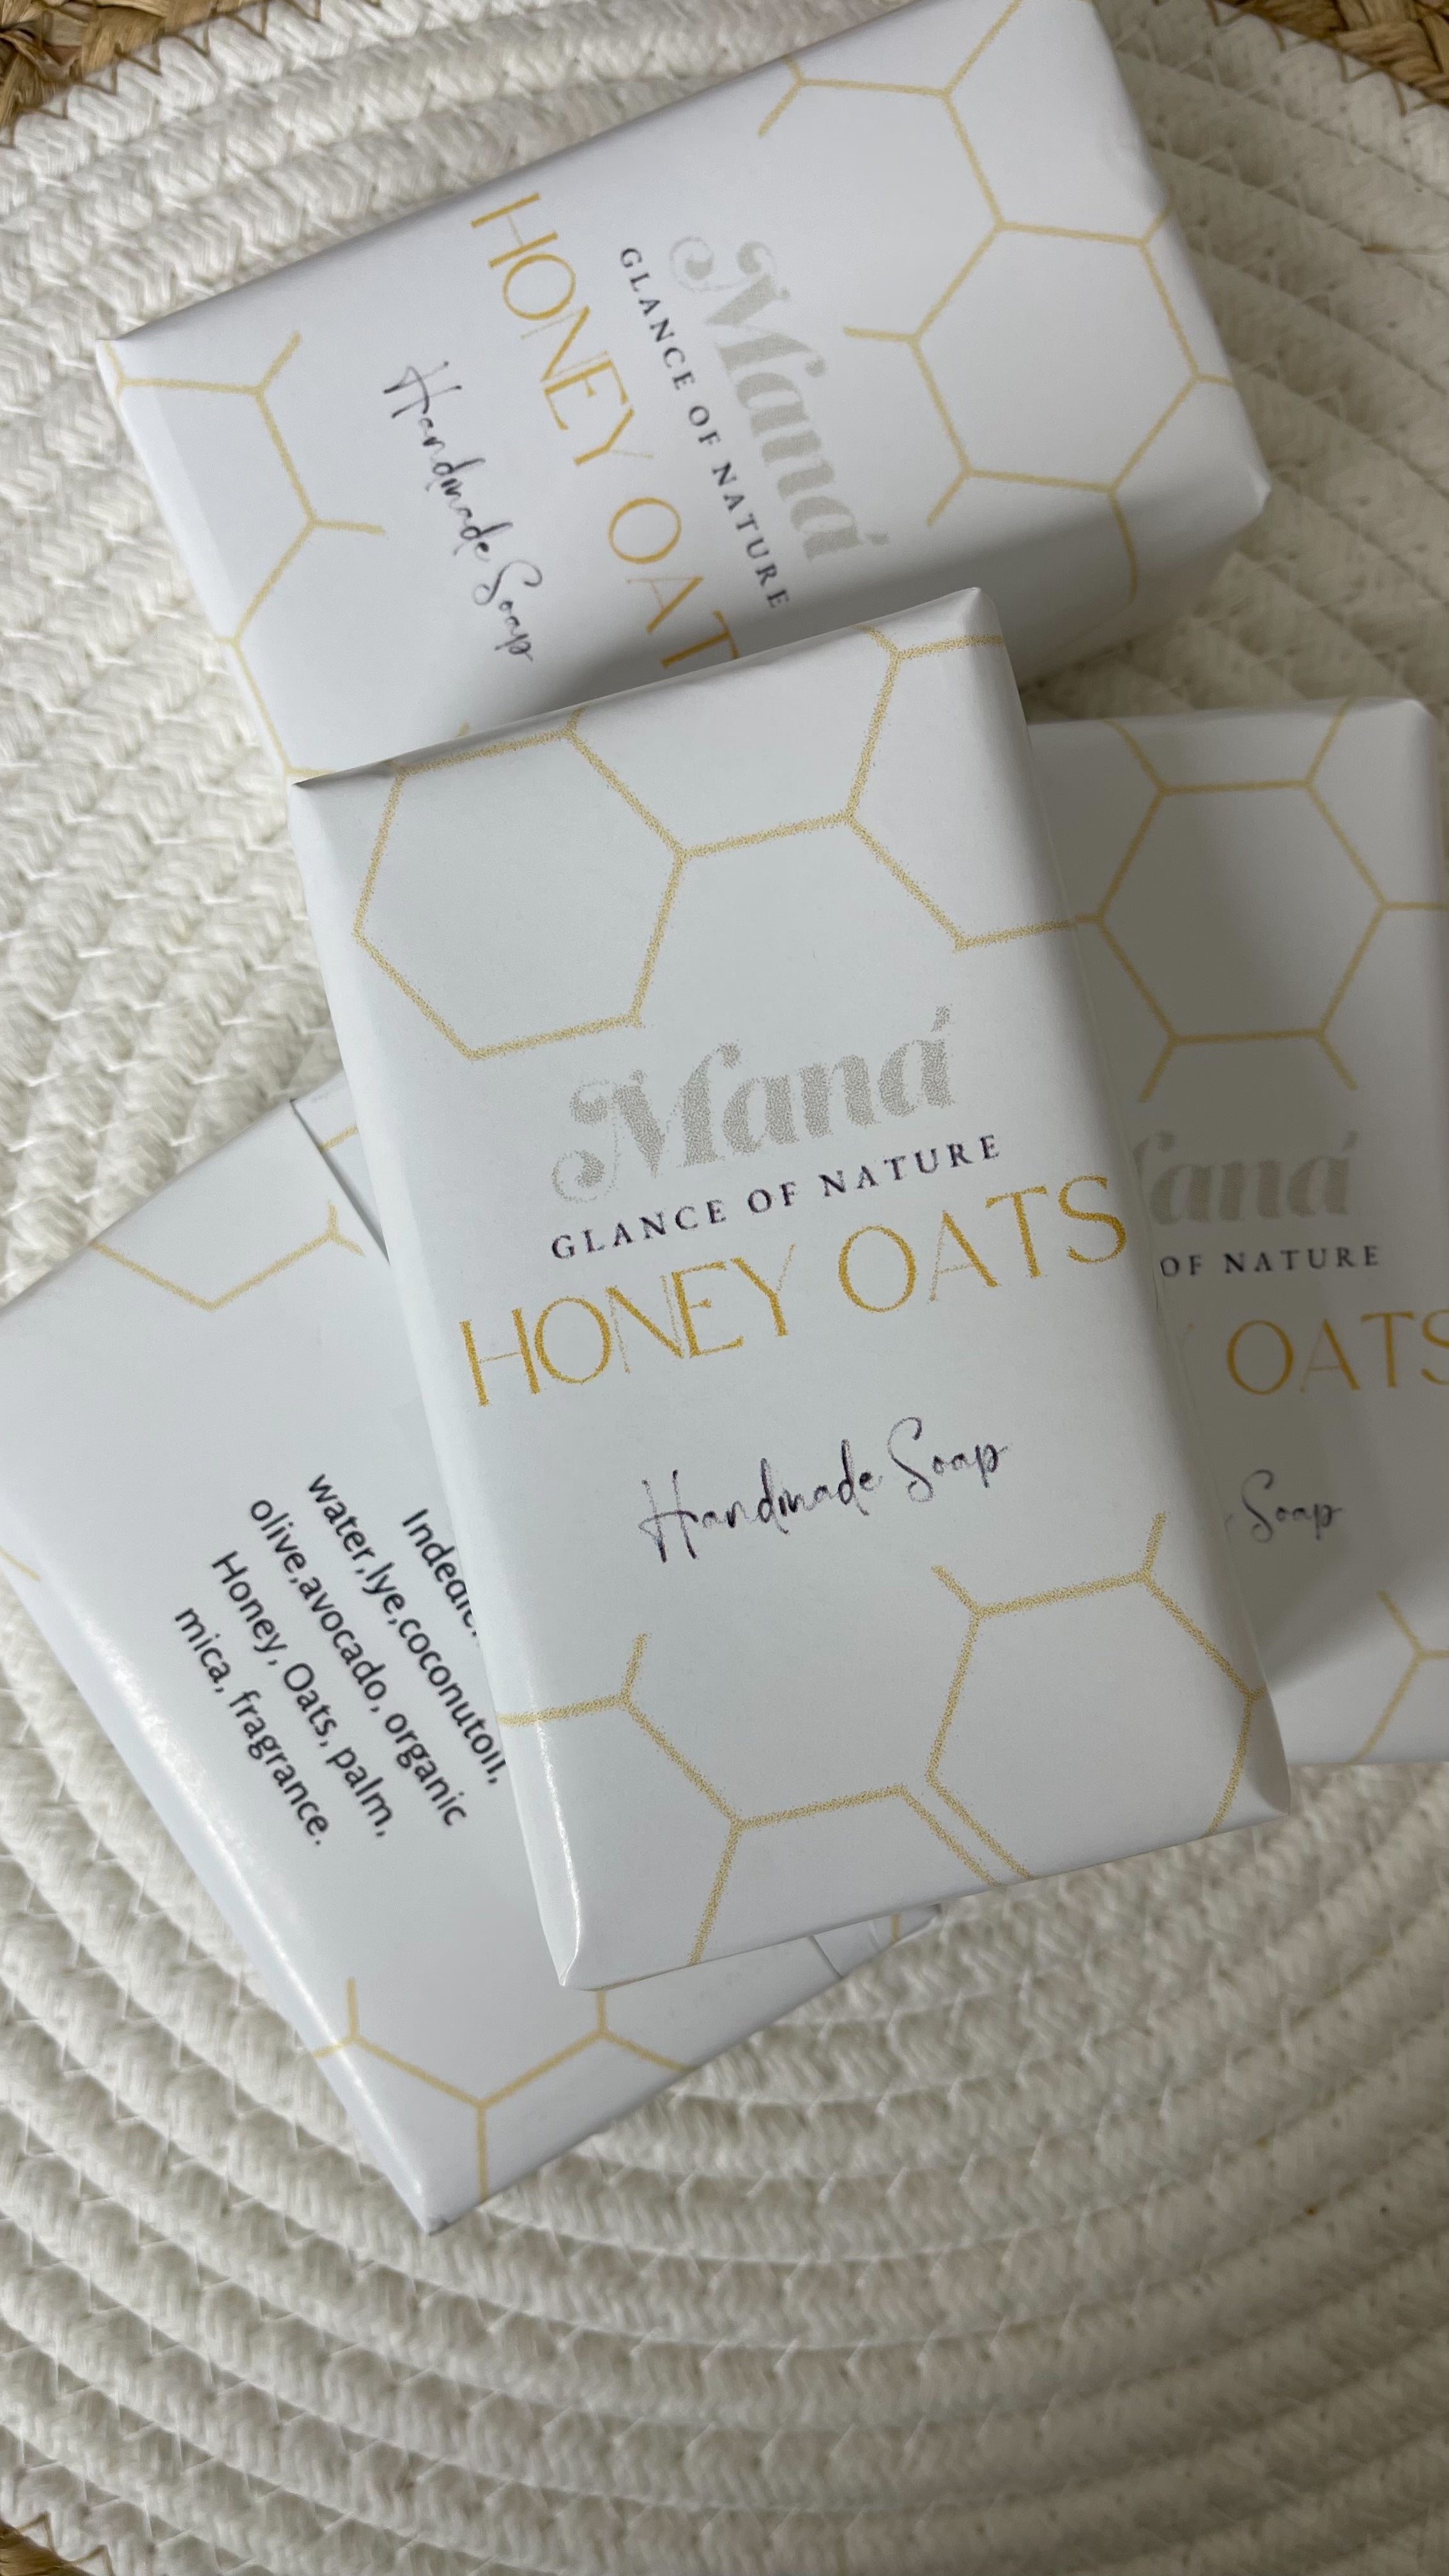 Maná
GLANCE OF NATURE
HONEY OAT
Handmade Soap
Maná
GLANCE OF NATURE
HONEY OATS
Handmade Soap
aná
OF NATURE
Y OATS
Soap
water,lye,coconutoil,
olive,avocado, organic
Honey, Oats, palm,
mica, fragrance.